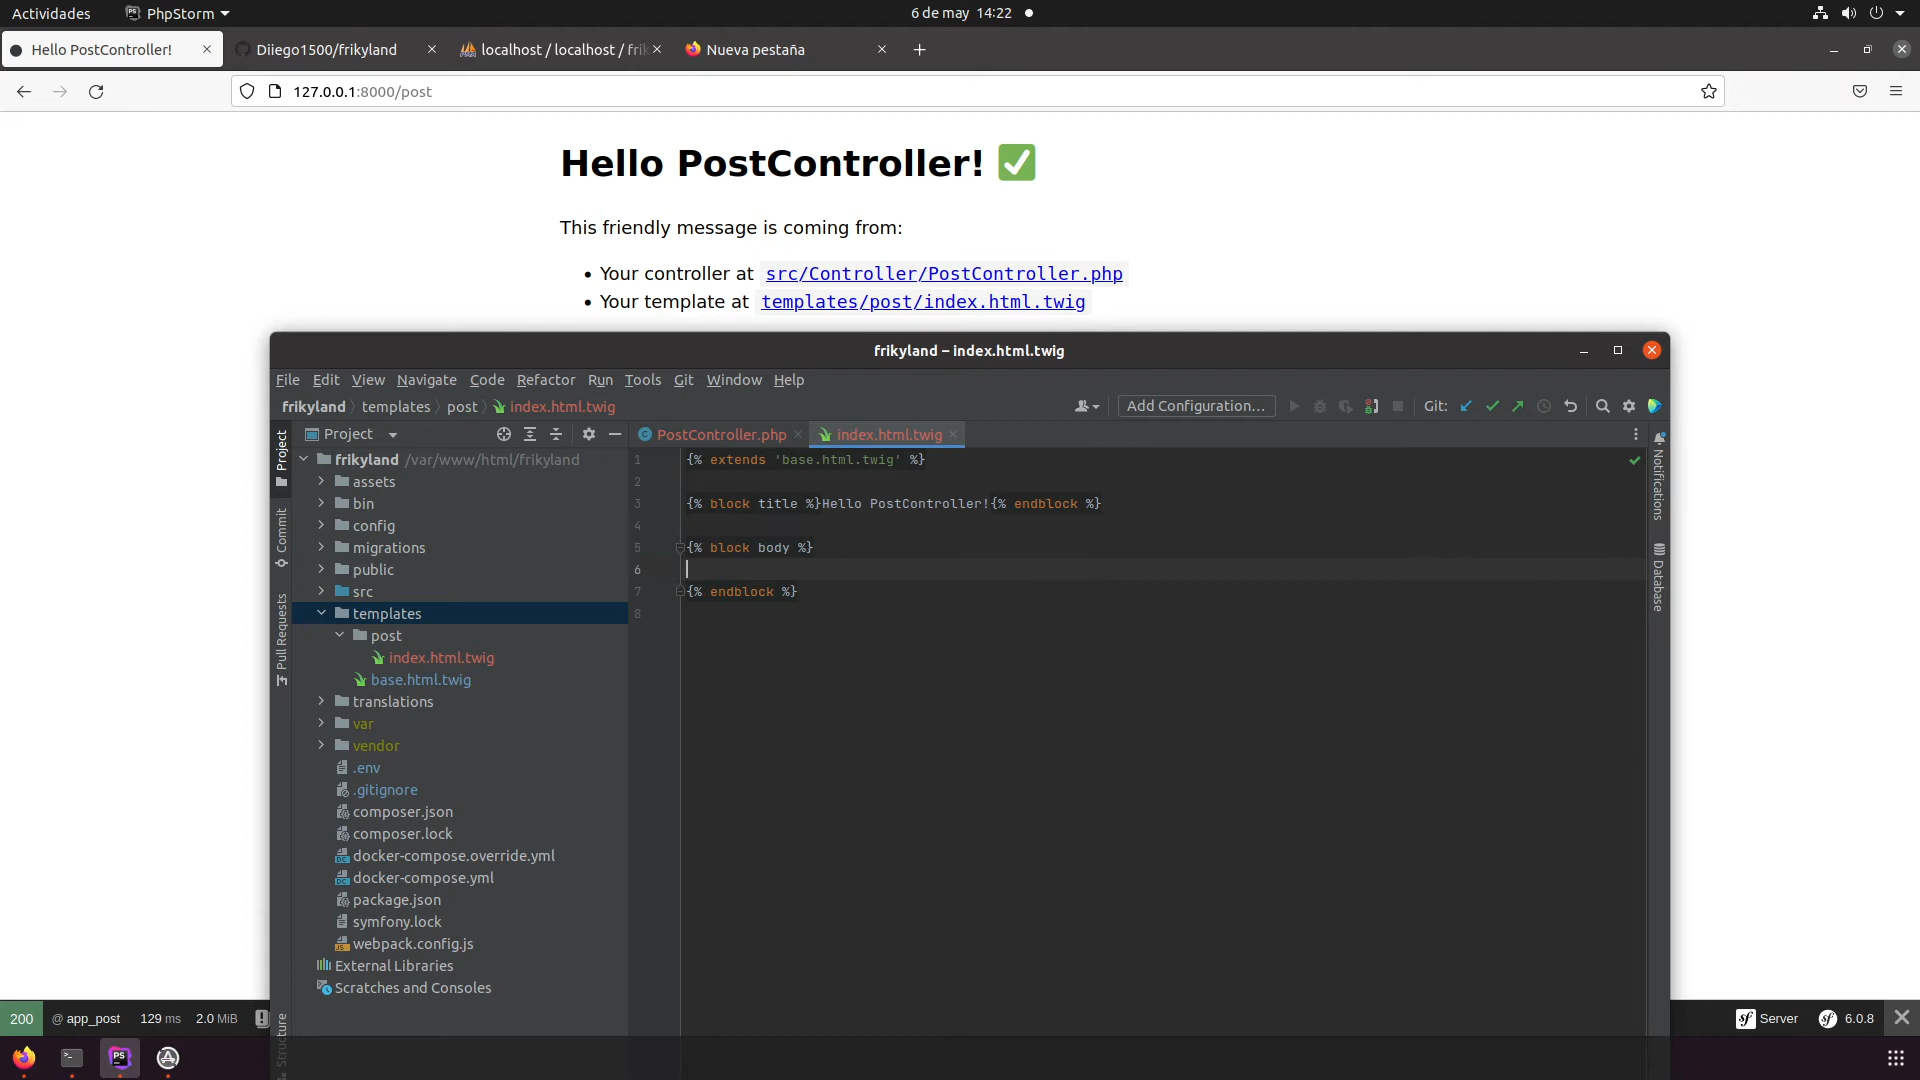 Actividades
PhpStorm
6 de may 14:22
Hello PostController!
Diiego1500/frikyland
localhost / localhost / frik
Nueva pestaña
127.0.0.1:8000/post
Hello PostController! ✅
This friendly message is coming from:
• Your controller at src/Controller/PostController.php
• Your template at templates/post/index.html.twig
frikyland – index.html.twig
File Edit View Navigate Code Refactor Run Tools Git Window Help
frikyland templates post index.html.twig
Add Configuration...
Git:
Project
PostController.php
index.html.twig
Project
Commit
Pull Requests
Structure
frikyland /var/www/html/frikyland
assets
bin
config
migrations
public
src
templates
post
index.html.twig
base.html.twig
translations
var
vendor
.env
.gitignore
composer.json
composer.lock
docker-compose.override.yml
docker-compose.yml
package.json
symfony.lock
webpack.config.js
External Libraries
Scratches and Consoles
1 {% extends 'base.html.twig' %}
2
3 {% block title %}Hello PostController!{% endblock %}
4
5 {% block body %}
6
7 {% endblock %}
8
Notifications
Database
200 @ app_post 129 ms 2.0 MiB
Server
6.0.8